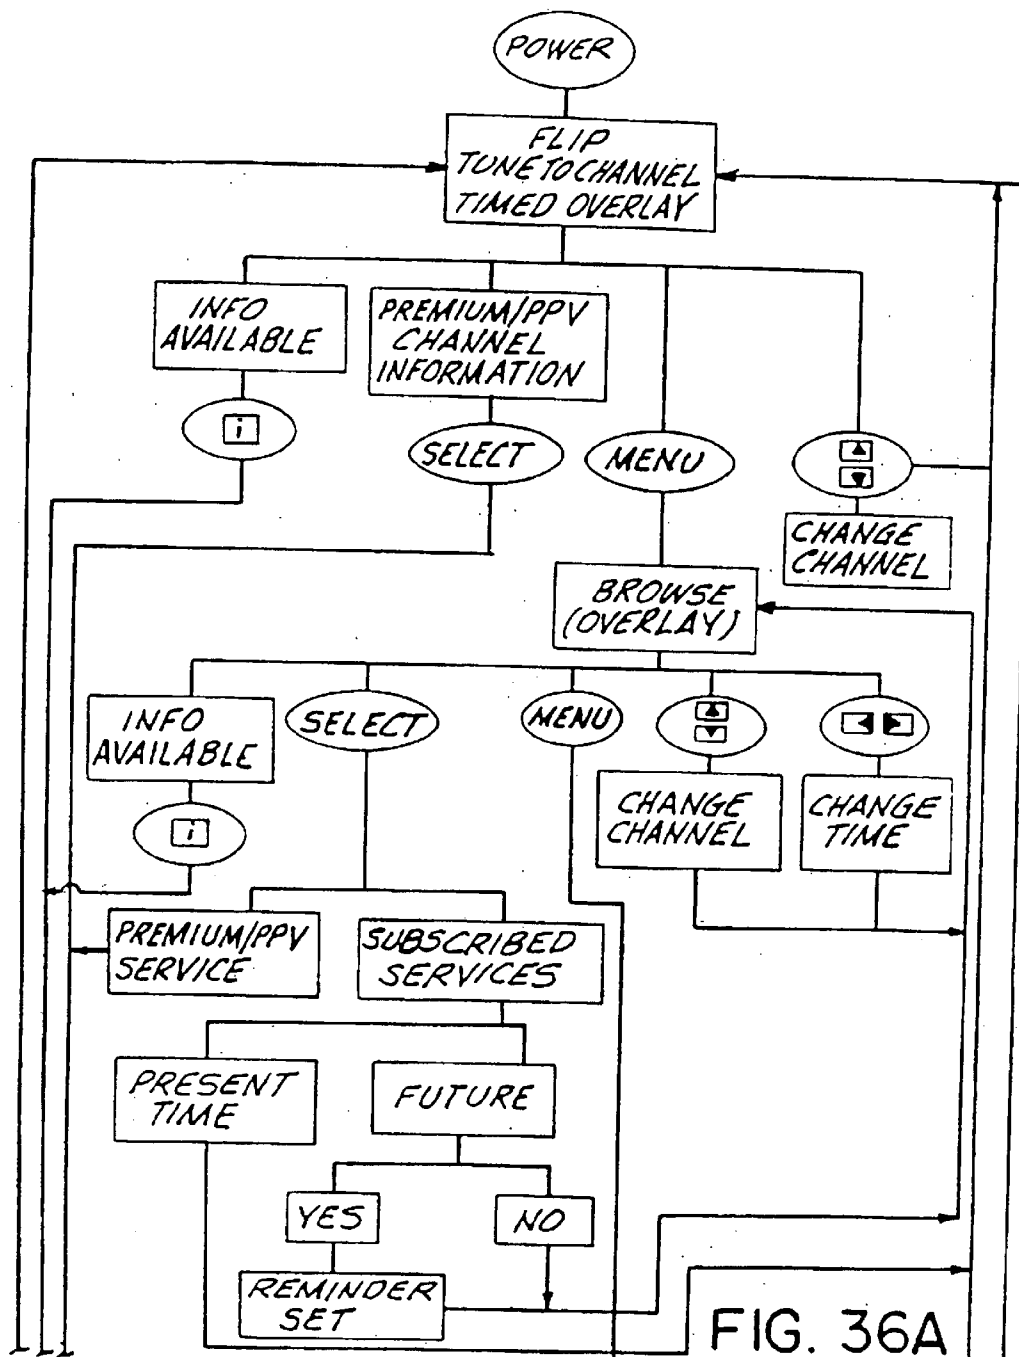 POWER
FLIP
TUNE TO CHANNEL
TIMED OVERLAY
INFO
AVAILABLE
PREMIUM/PPV
CHANNEL
INFORMATION
i
SELECT
MENU
CHANGE
CHANNEL
BROWSE
(OVERLAY)
INFO
AVAILABLE
SELECT
MENU
i
CHANGE
CHANNEL
CHANGE
TIME
PREMIUM/PPV
SERVICE
SUBSCRIBED
SERVICES
PRESENT
TIME
FUTURE
YES
NO
REMINDER
SET
FIG. 36A